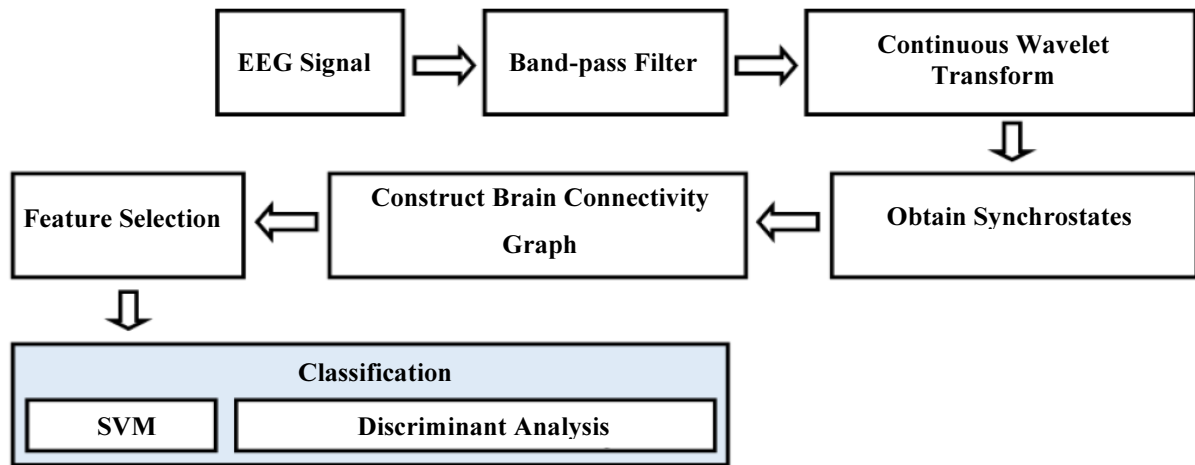 EEG Signal
Band-pass Filter
Continuous Wavelet
Transform
Obtain Synchrostates
Construct Brain Connectivity
Graph
Feature Selection
Classification
SVM
Discriminant Analysis